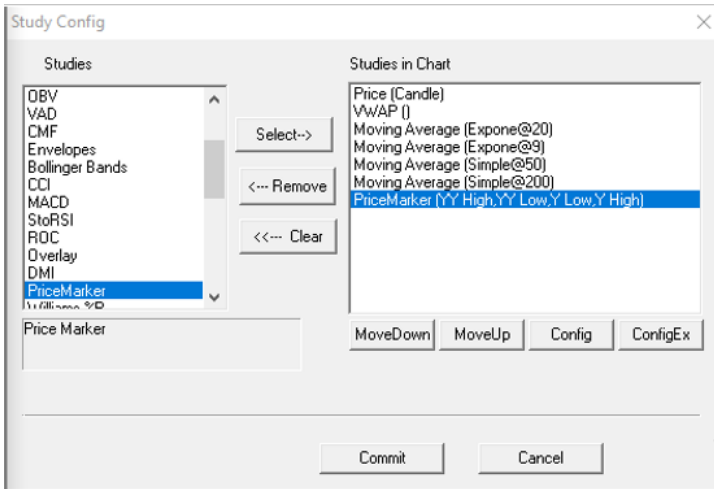 Study Config
Studies
OBV
VAD
CMF
Envelopes
Bollinger Bands
CCI
MACD
StoRSI
ROC
Overlay
DMI
PriceMarker
Williams %R
Price Marker
Select-->
<--- Remove
<<--- Clear
Studies in Chart
Price (Candle)
VWAP ()
Moving Average (Expone@20)
Moving Average (Expone@9)
Moving Average (Simple@50)
Moving Average (Simple@200)
PriceMarker (YY High,YY Low,Y Low,Y High)
MoveDown MoveUp Config ConfigEx
Commit Cancel